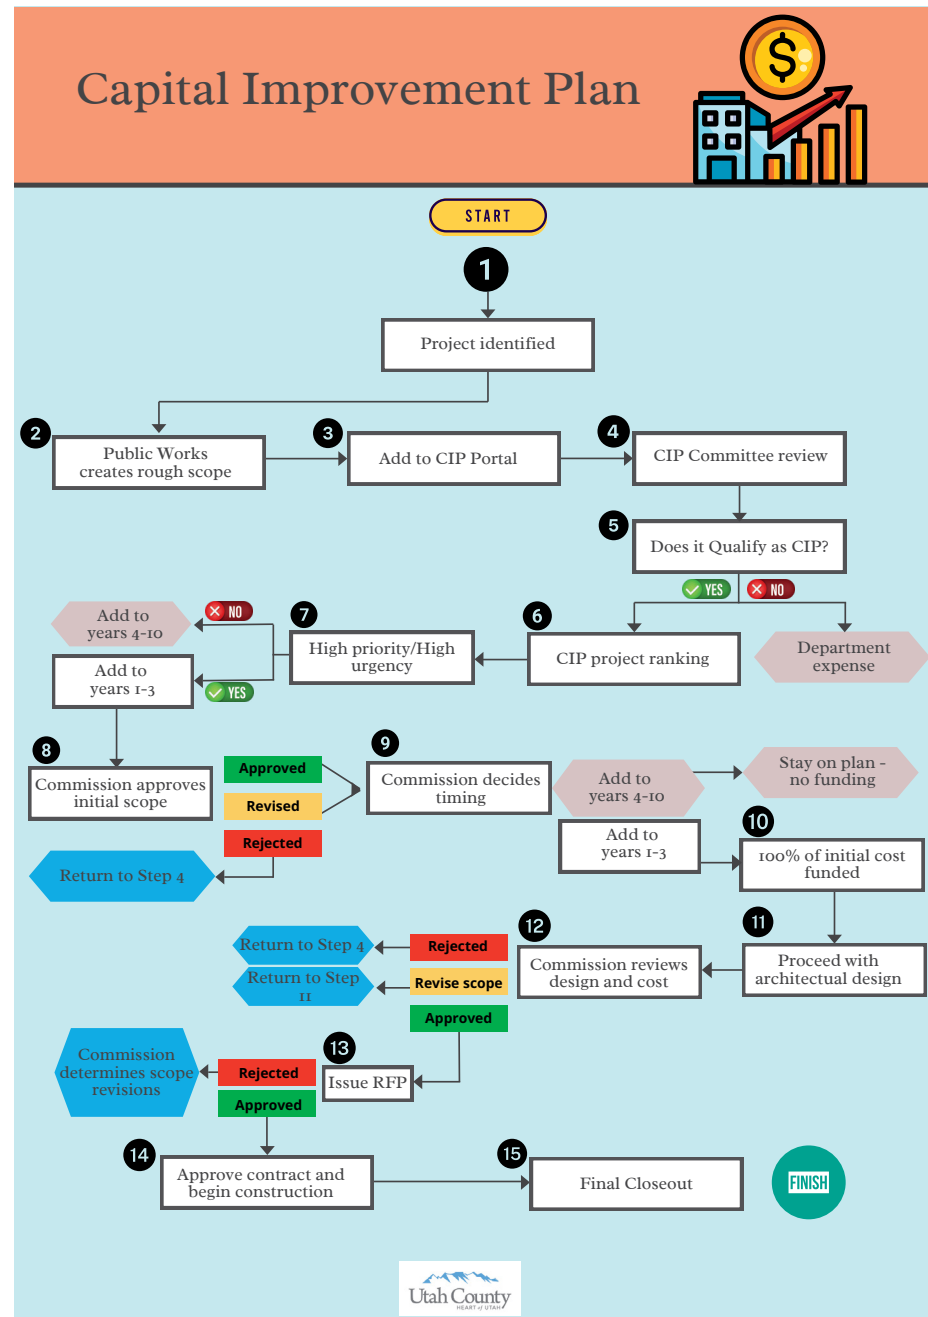 Capital Improvement Plan
$
START
1
Project identified
2
Public Works
creates rough scope
3
Add to CIP Portal
4
CIP Committee review
5
Does it Qualify as CIP?
YES
NO
6
CIP project ranking
Department
expense
7
High priority/High
urgency
NO
Add to
years 4-10
YES
Add to
years 1-3
8
Commission approves
initial scope
Approved
Revised
Rejected
Return to Step 4
9
Commission decides
timing
Add to
years 4-10
Stay on plan -
no funding
Add to
years 1-3
10
100% of initial cost
funded
11
Proceed with
architectual design
12
Commission reviews
design and cost
Rejected
Return to Step 4
Revise scope
Return to Step
11
Approved
13
Issue RFP
Rejected
Commission
determines scope
revisions
Approved
14
Approve contract and
begin construction
15
Final Closeout
FINISH
Utah County
HEART of UTAH